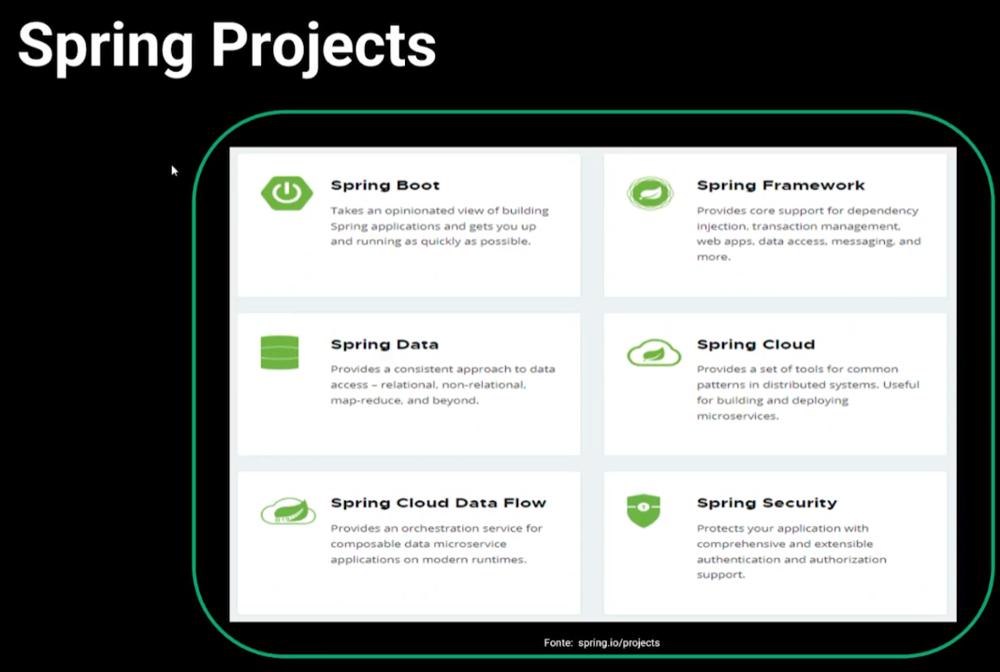 Spring Projects
Spring Boot
Takes an opinionated view of building
Spring applications and gets you up
and running as quickly as possible.
Spring Framework
Provides core support for dependency
injection, transaction management,
web apps, data access, messaging, and
more.
Spring Data
Provides a consistent approach to data
access – relational, non-relational,
map-reduce, and beyond.
Spring Cloud
Provides a set of tools for common
patterns in distributed systems. Useful
for building and deploying
microservices.
Spring Cloud Data Flow
Provides an orchestration service for
composable data microservice
applications on modern runtimes.
Spring Security
Protects your application with
comprehensive and extensible
authentication and authorization
support.
Fonte: spring.io/projects